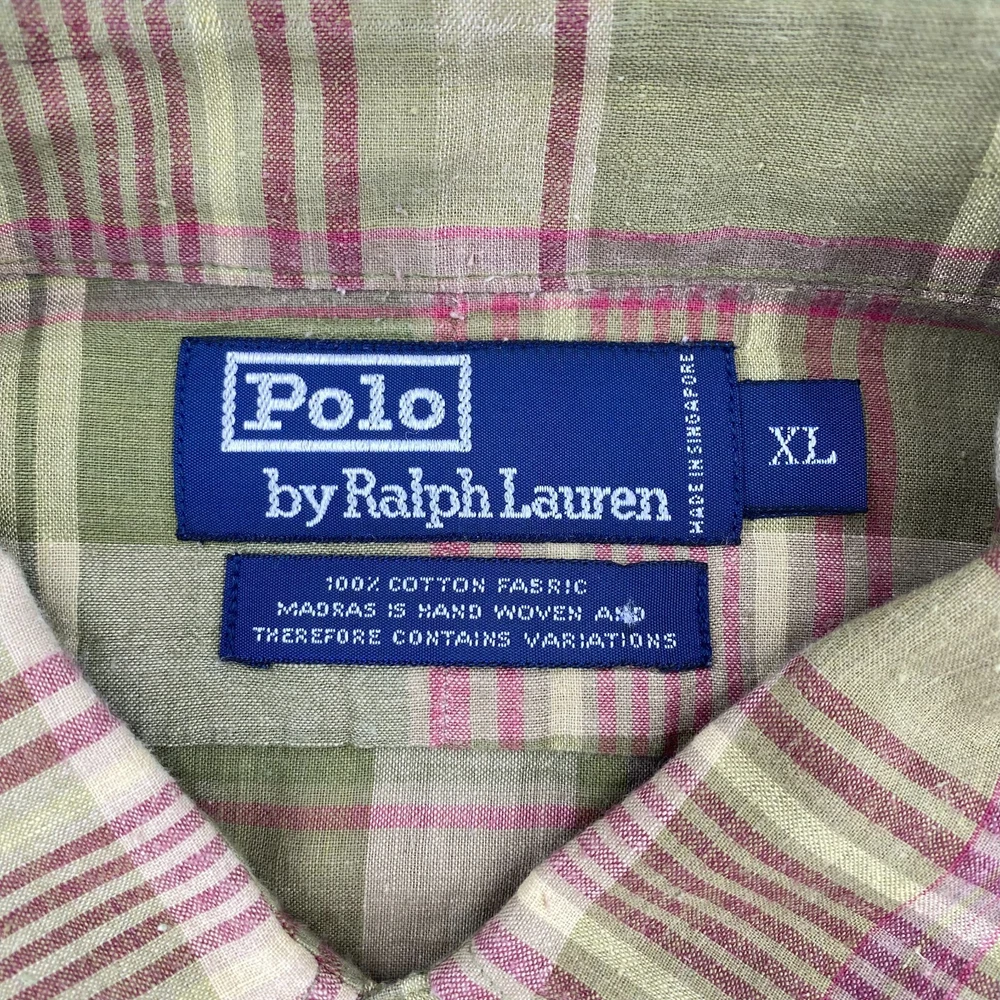 Polo
by Ralph Lauren
MADE IN SINGAPORE
XL
100% COTTON FABRIC
MADRAS IS HAND WOVEN AND
THEREFORE CONTAINS VARIATIONS